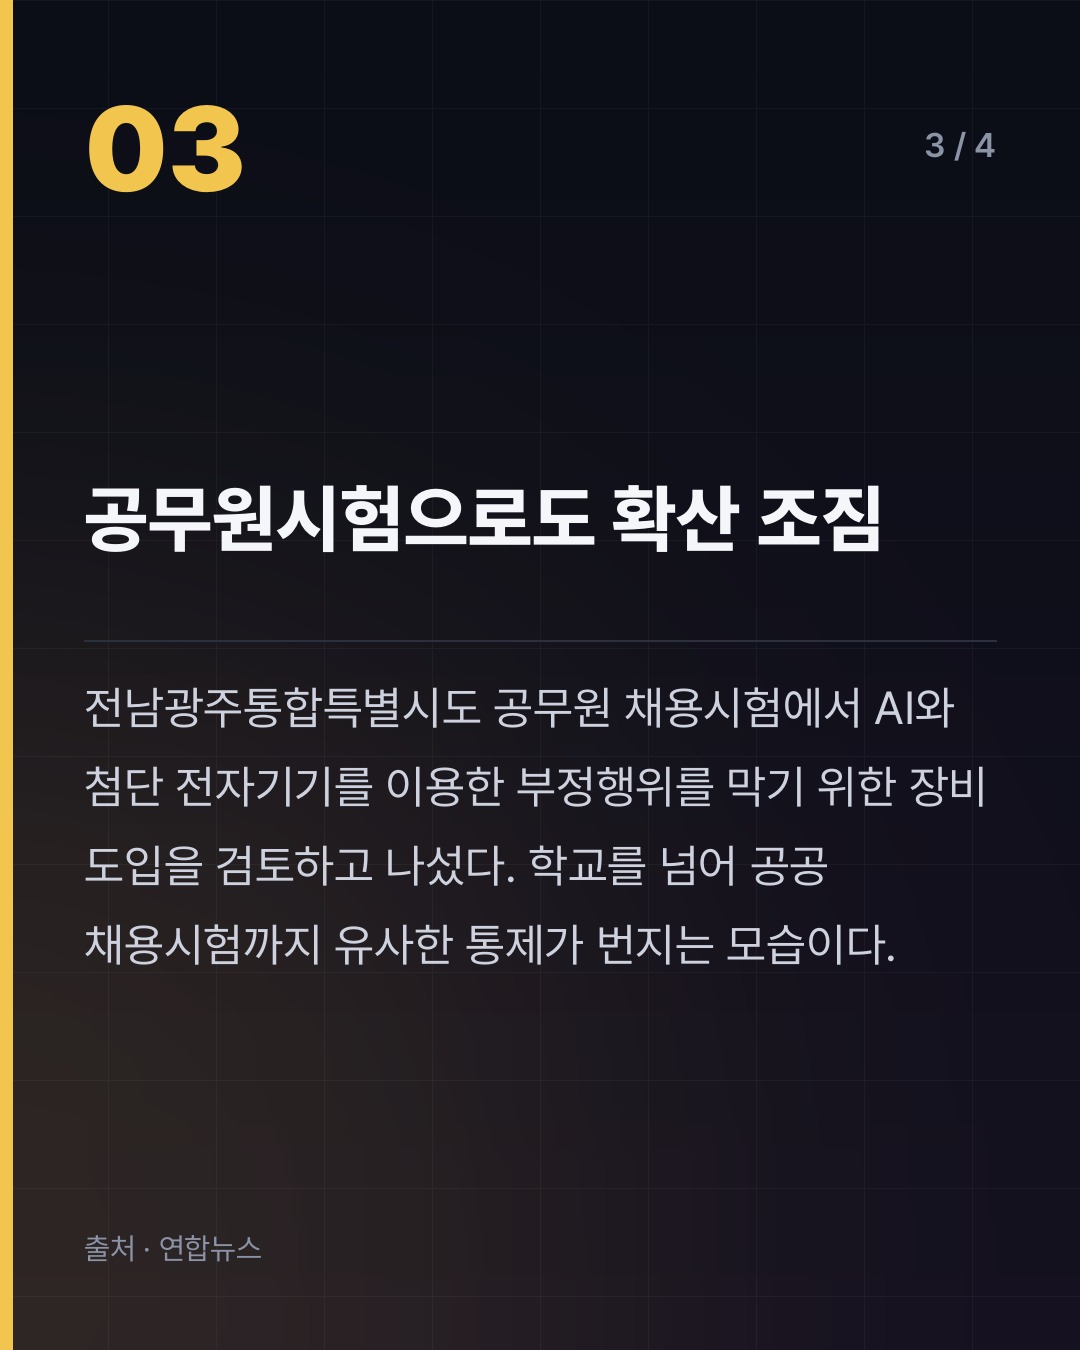 03
3 / 4
공무원시험으로도 확산 조짐
전남광주통합특별시도 공무원 채용시험에서 AI와
첨단 전자기기를 이용한 부정행위를 막기 위한 장비
도입을 검토하고 나섰다. 학교를 넘어 공공
채용시험까지 유사한 통제가 번지는 모습이다.
출처 · 연합뉴스